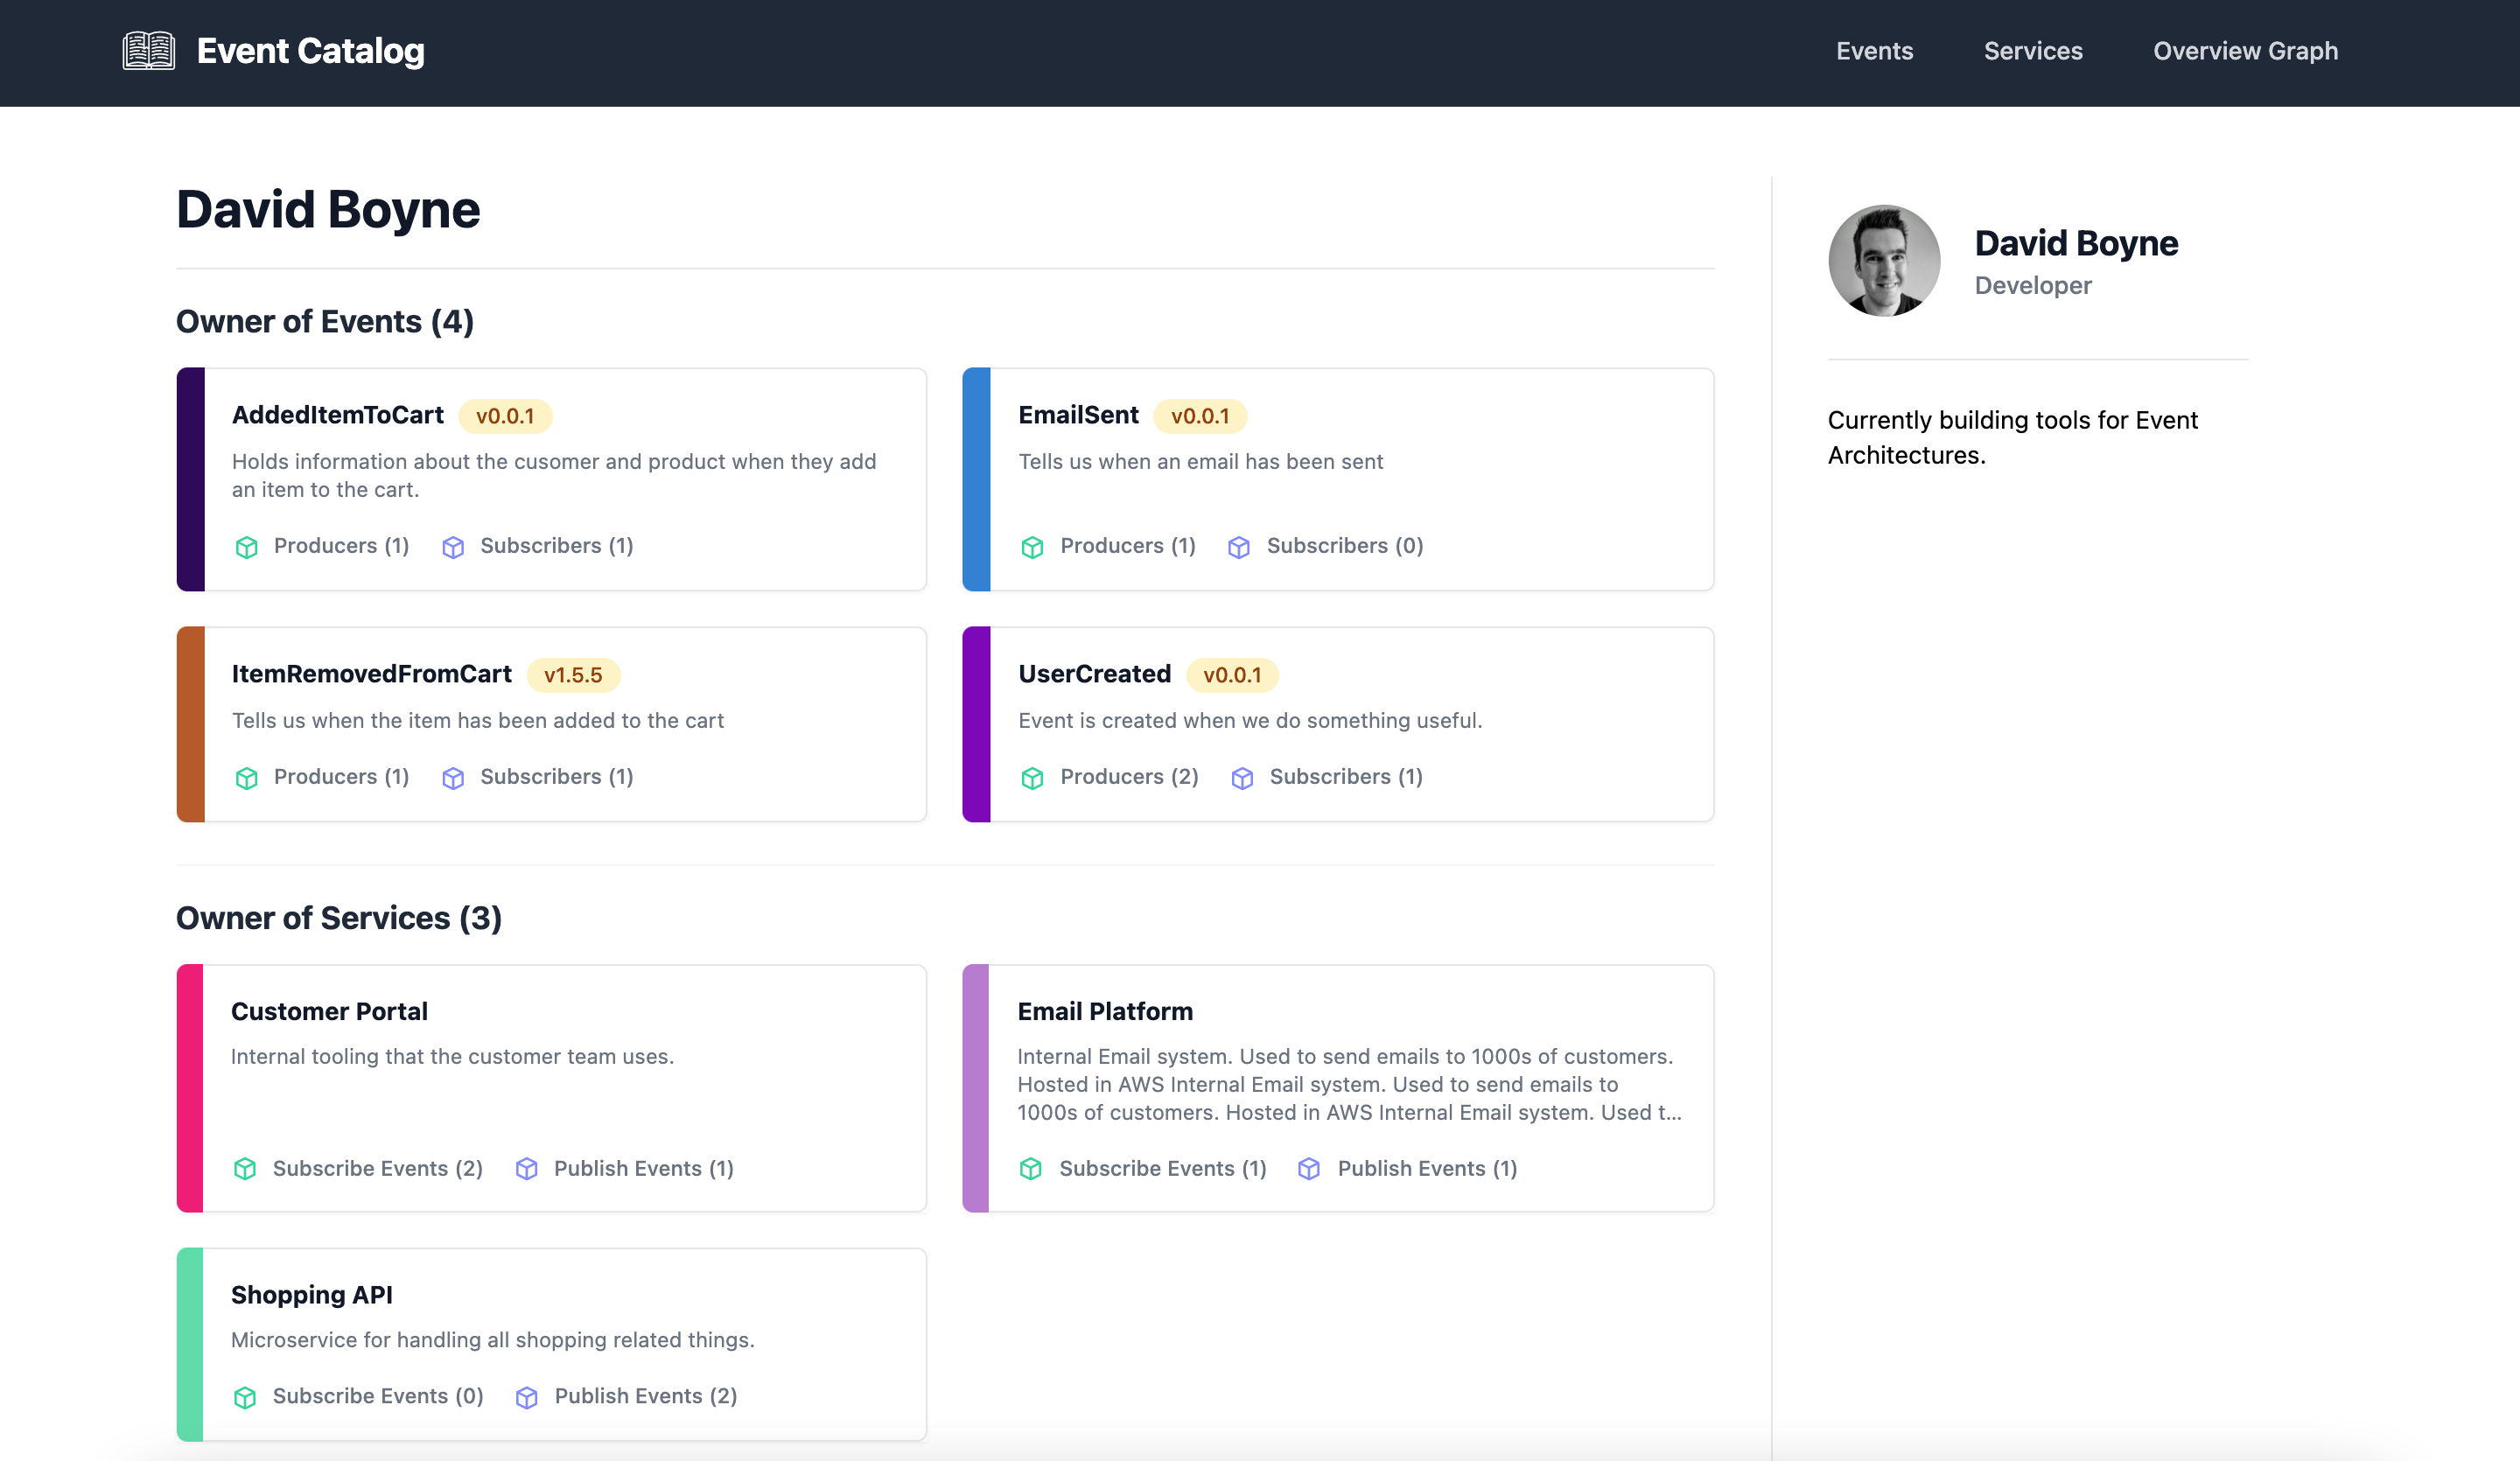 Event Catalog
Events
Services
Overview Graph
David Boyne
Owner of Events (4)
AddedItemToCart v0.0.1
Holds information about the cusomer and product when they add
an item to the cart.
Producers (1) Subscribers (1)
EmailSent v0.0.1
Tells us when an email has been sent
Producers (1) Subscribers (0)
ItemRemovedFromCart v1.5.5
Tells us when the item has been added to the cart
Producers (1) Subscribers (1)
UserCreated v0.0.1
Event is created when we do something useful.
Producers (2) Subscribers (1)
Owner of Services (3)
Customer Portal
Internal tooling that the customer team uses.
Subscribe Events (2) Publish Events (1)
Email Platform
Internal Email system. Used to send emails to 1000s of customers.
Hosted in AWS Internal Email system. Used to send emails to
1000s of customers. Hosted in AWS Internal Email system. Used t...
Subscribe Events (1) Publish Events (1)
Shopping API
Microservice for handling all shopping related things.
Subscribe Events (0) Publish Events (2)
David Boyne
Developer
Currently building tools for Event
Architectures.